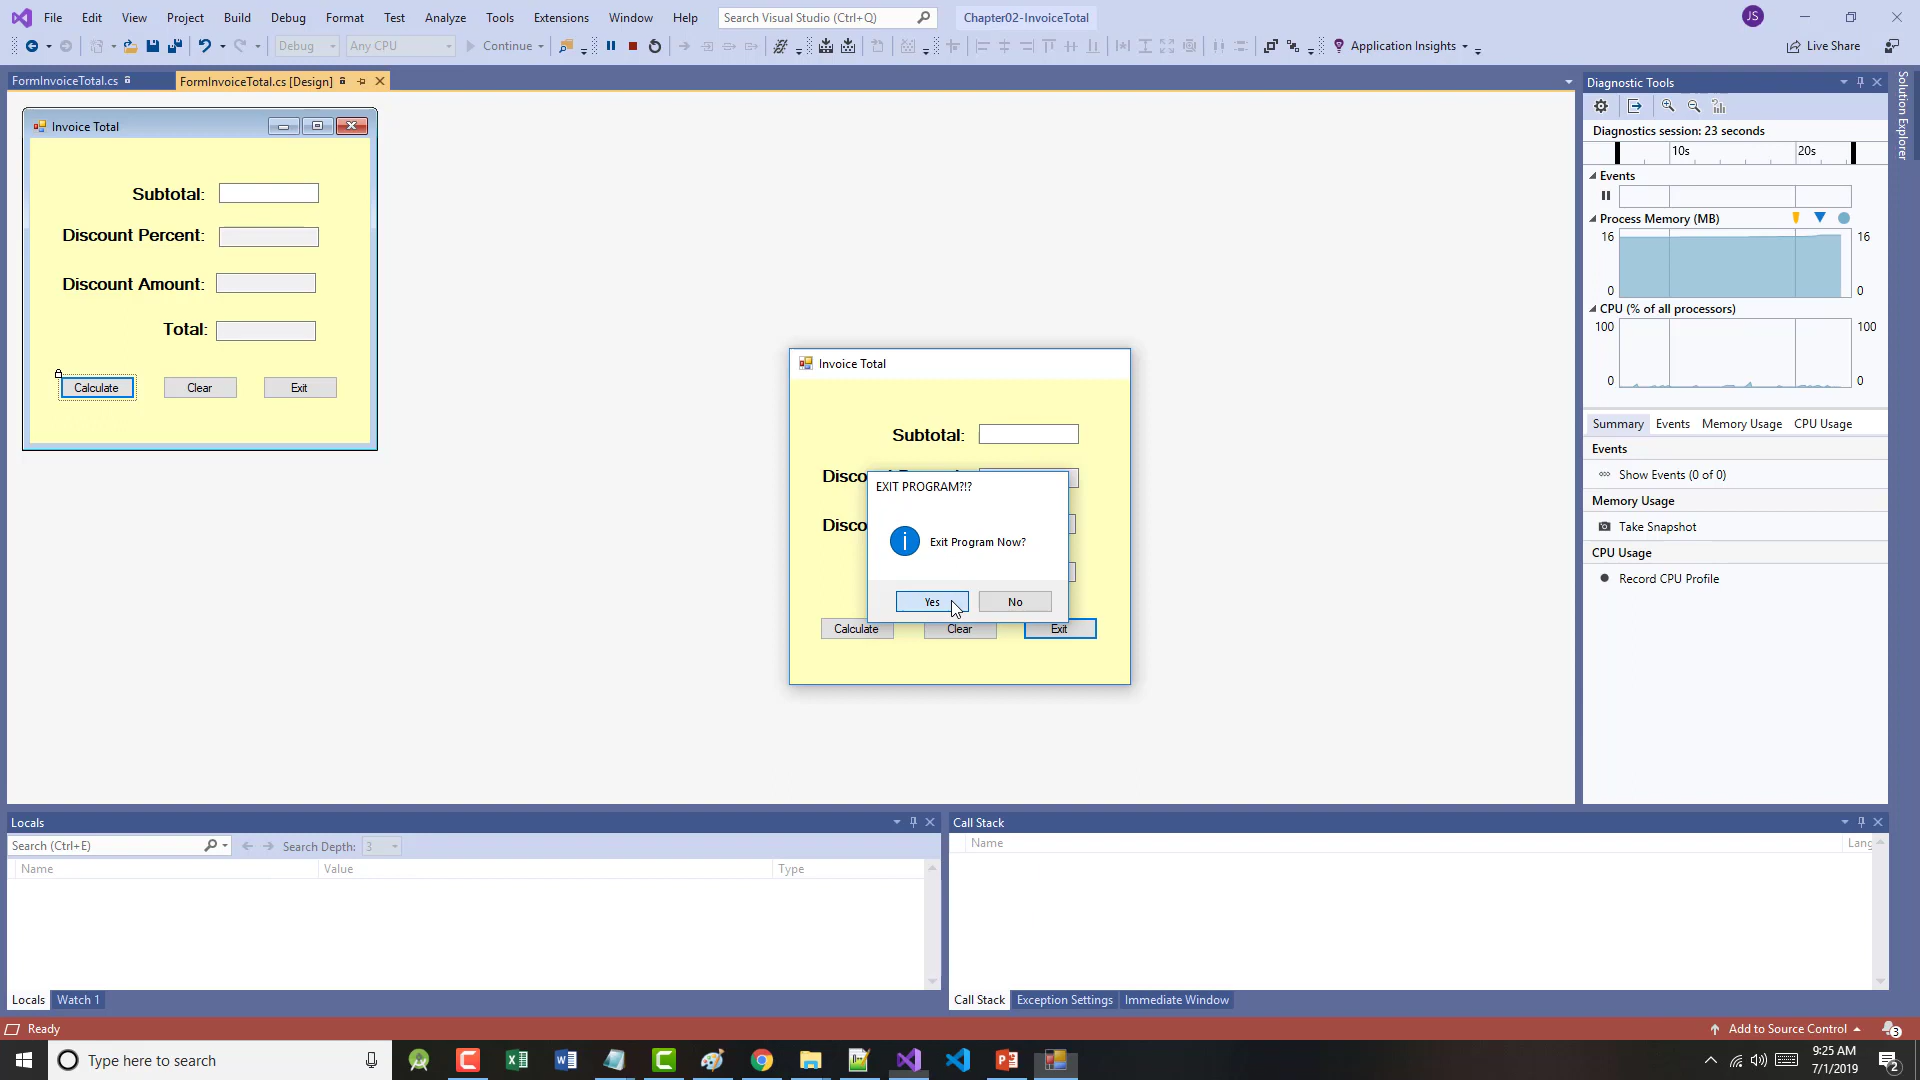 File Edit View Project Build Debug Format Test Analyze Tools Extensions Window Help Search Visual Studio (Ctrl+Q) Chapter02-InvoiceTotal JS
Debug Any CPU Continue Application Insights Live Share
FormInvoiceTotal.cs FormInvoiceTotal.cs [Design]
Invoice Total
Subtotal:
Discount Percent:
Discount Amount:
Total:
Calculate Clear Exit
Invoice Total
Subtotal:
Disco
Disco
Calculate Clear Exit
EXIT PROGRAM?!?
Exit Program Now?
Yes No
Diagnostic Tools
Diagnostics session: 23 seconds
10s 20s
Events
Process Memory (MB)
16 16
0 0
CPU (% of all processors)
100 100
0 0
Summary Events Memory Usage CPU Usage
Events
Show Events (0 of 0)
Memory Usage
Take Snapshot
CPU Usage
Record CPU Profile
Solution Explorer
Locals
Search (Ctrl+E) Search Depth: 3
Name Value Type
Locals Watch 1
Call Stack
Name Lang
Call Stack Exception Settings Immediate Window
Ready Add to Source Control 3
Type here to search
9:25 AM
7/1/2019
2